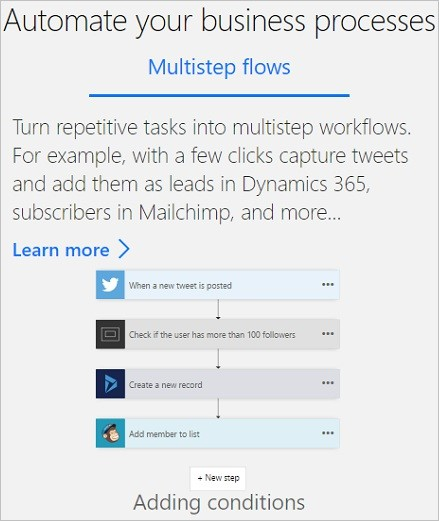 Automate your business processes
Multistep flows
Turn repetitive tasks into multistep workflows.
For example, with a few clicks capture tweets
and add them as leads in Dynamics 365,
subscribers in Mailchimp, and more...
Learn more
When a new tweet is posted
Check if the user has more than 100 followers
Create a new record
Add member to list
+ New step
Adding conditions